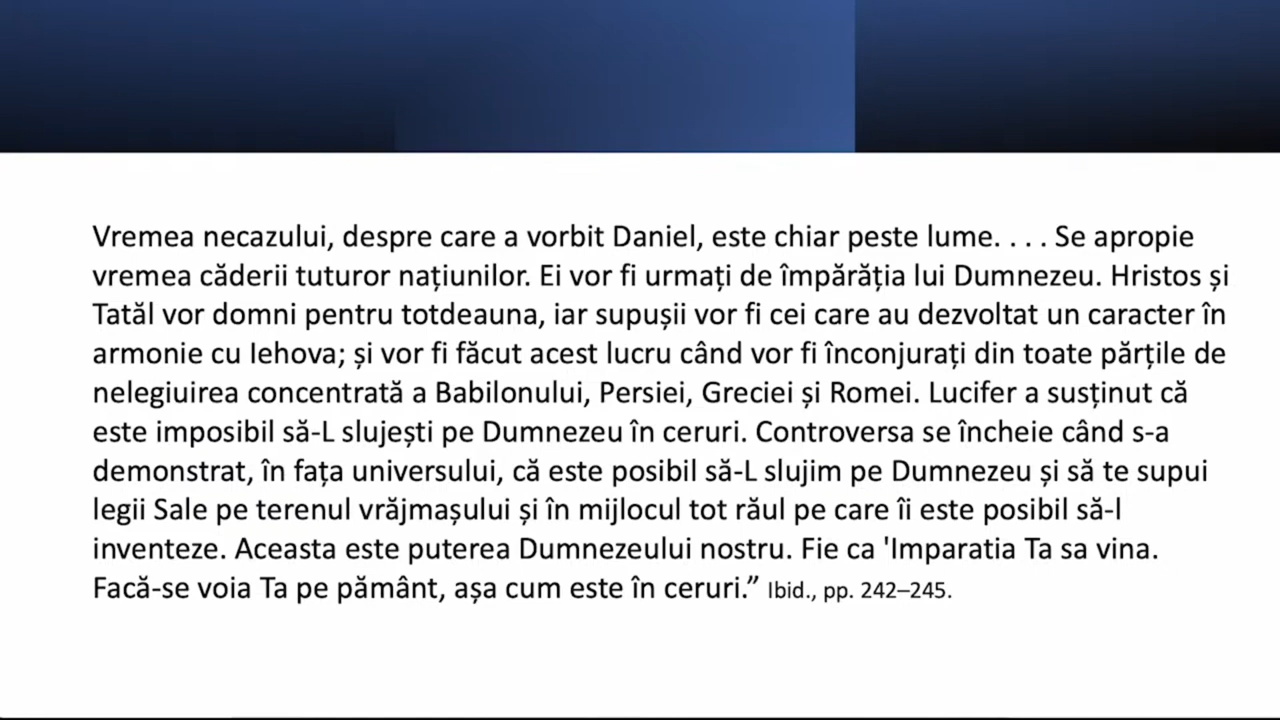 Vremea necazului, despre care a vorbit Daniel, este chiar peste lume. . . . Se apropie
vremea căderii tuturor națiunilor. Ei vor fi urmați de împărăția lui Dumnezeu. Hristos și
Tatăl vor domni pentru totdeauna, iar supușii vor fi cei care au dezvoltat un caracter în
armonie cu Iehova; și vor fi făcut acest lucru când vor fi înconjurați din toate părțile de
nelegiuirea concentrată a Babilonului, Persiei, Greciei și Romei. Lucifer a susținut că
este imposibil să-L slujești pe Dumnezeu în ceruri. Controversa se încheie când s-a
demonstrat, în fața universului, că este posibil să-L slujim pe Dumnezeu și să te supui
legii Sale pe terenul vrăjmașului și în mijlocul tot răul pe care îi este posibil să-l
inventeze. Aceasta este puterea Dumnezeului nostru. Fie ca 'Imparatia Ta sa vina.
Facă-se voia Ta pe pământ, așa cum este în ceruri.” Ibid., pp. 242–245.